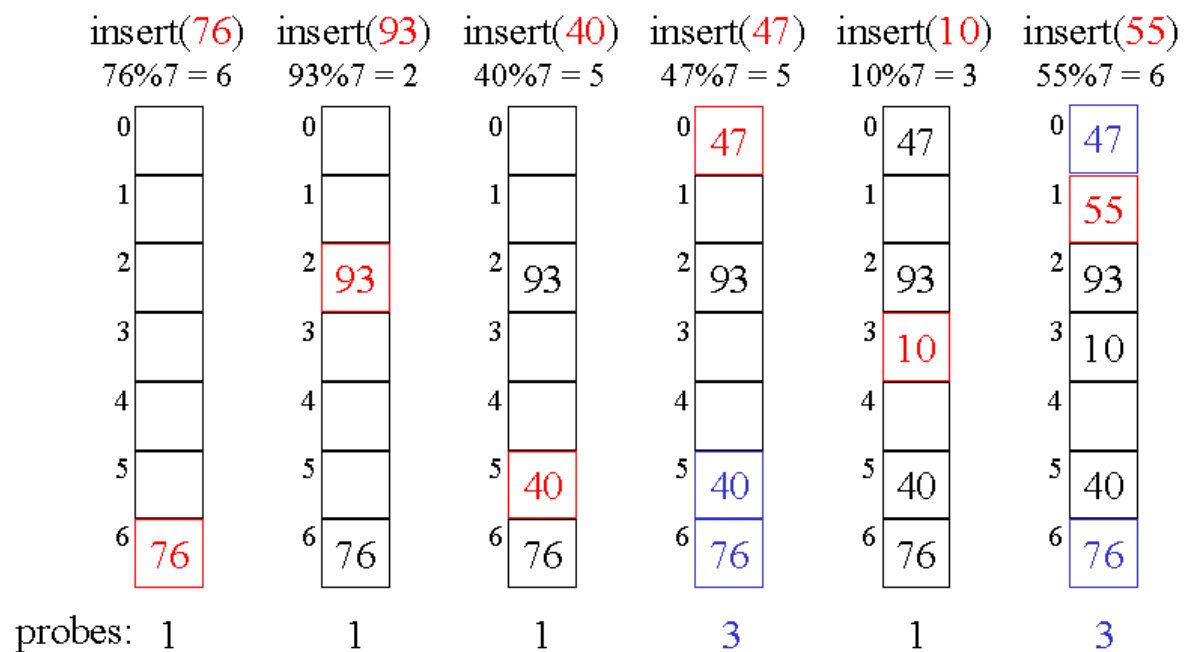 insert(76) insert(93) insert(40) insert(47) insert(10) insert(55)
76%7 = 6 93%7 = 2 40%7 = 5 47%7 = 5 10%7 = 3 55%7 = 6
0 0 0 0 47 0 47 0 47
1 1 1 1 1 1 55
2 2 93 2 93 2 93 2 93 2 93
3 3 3 3 3 10 3 10
4 4 4 4 4 4
5 5 5 40 5 40 5 40 5 40
6 76 6 76 6 76 6 76 6 76 6 76
probes: 1 1 1 3 1 3